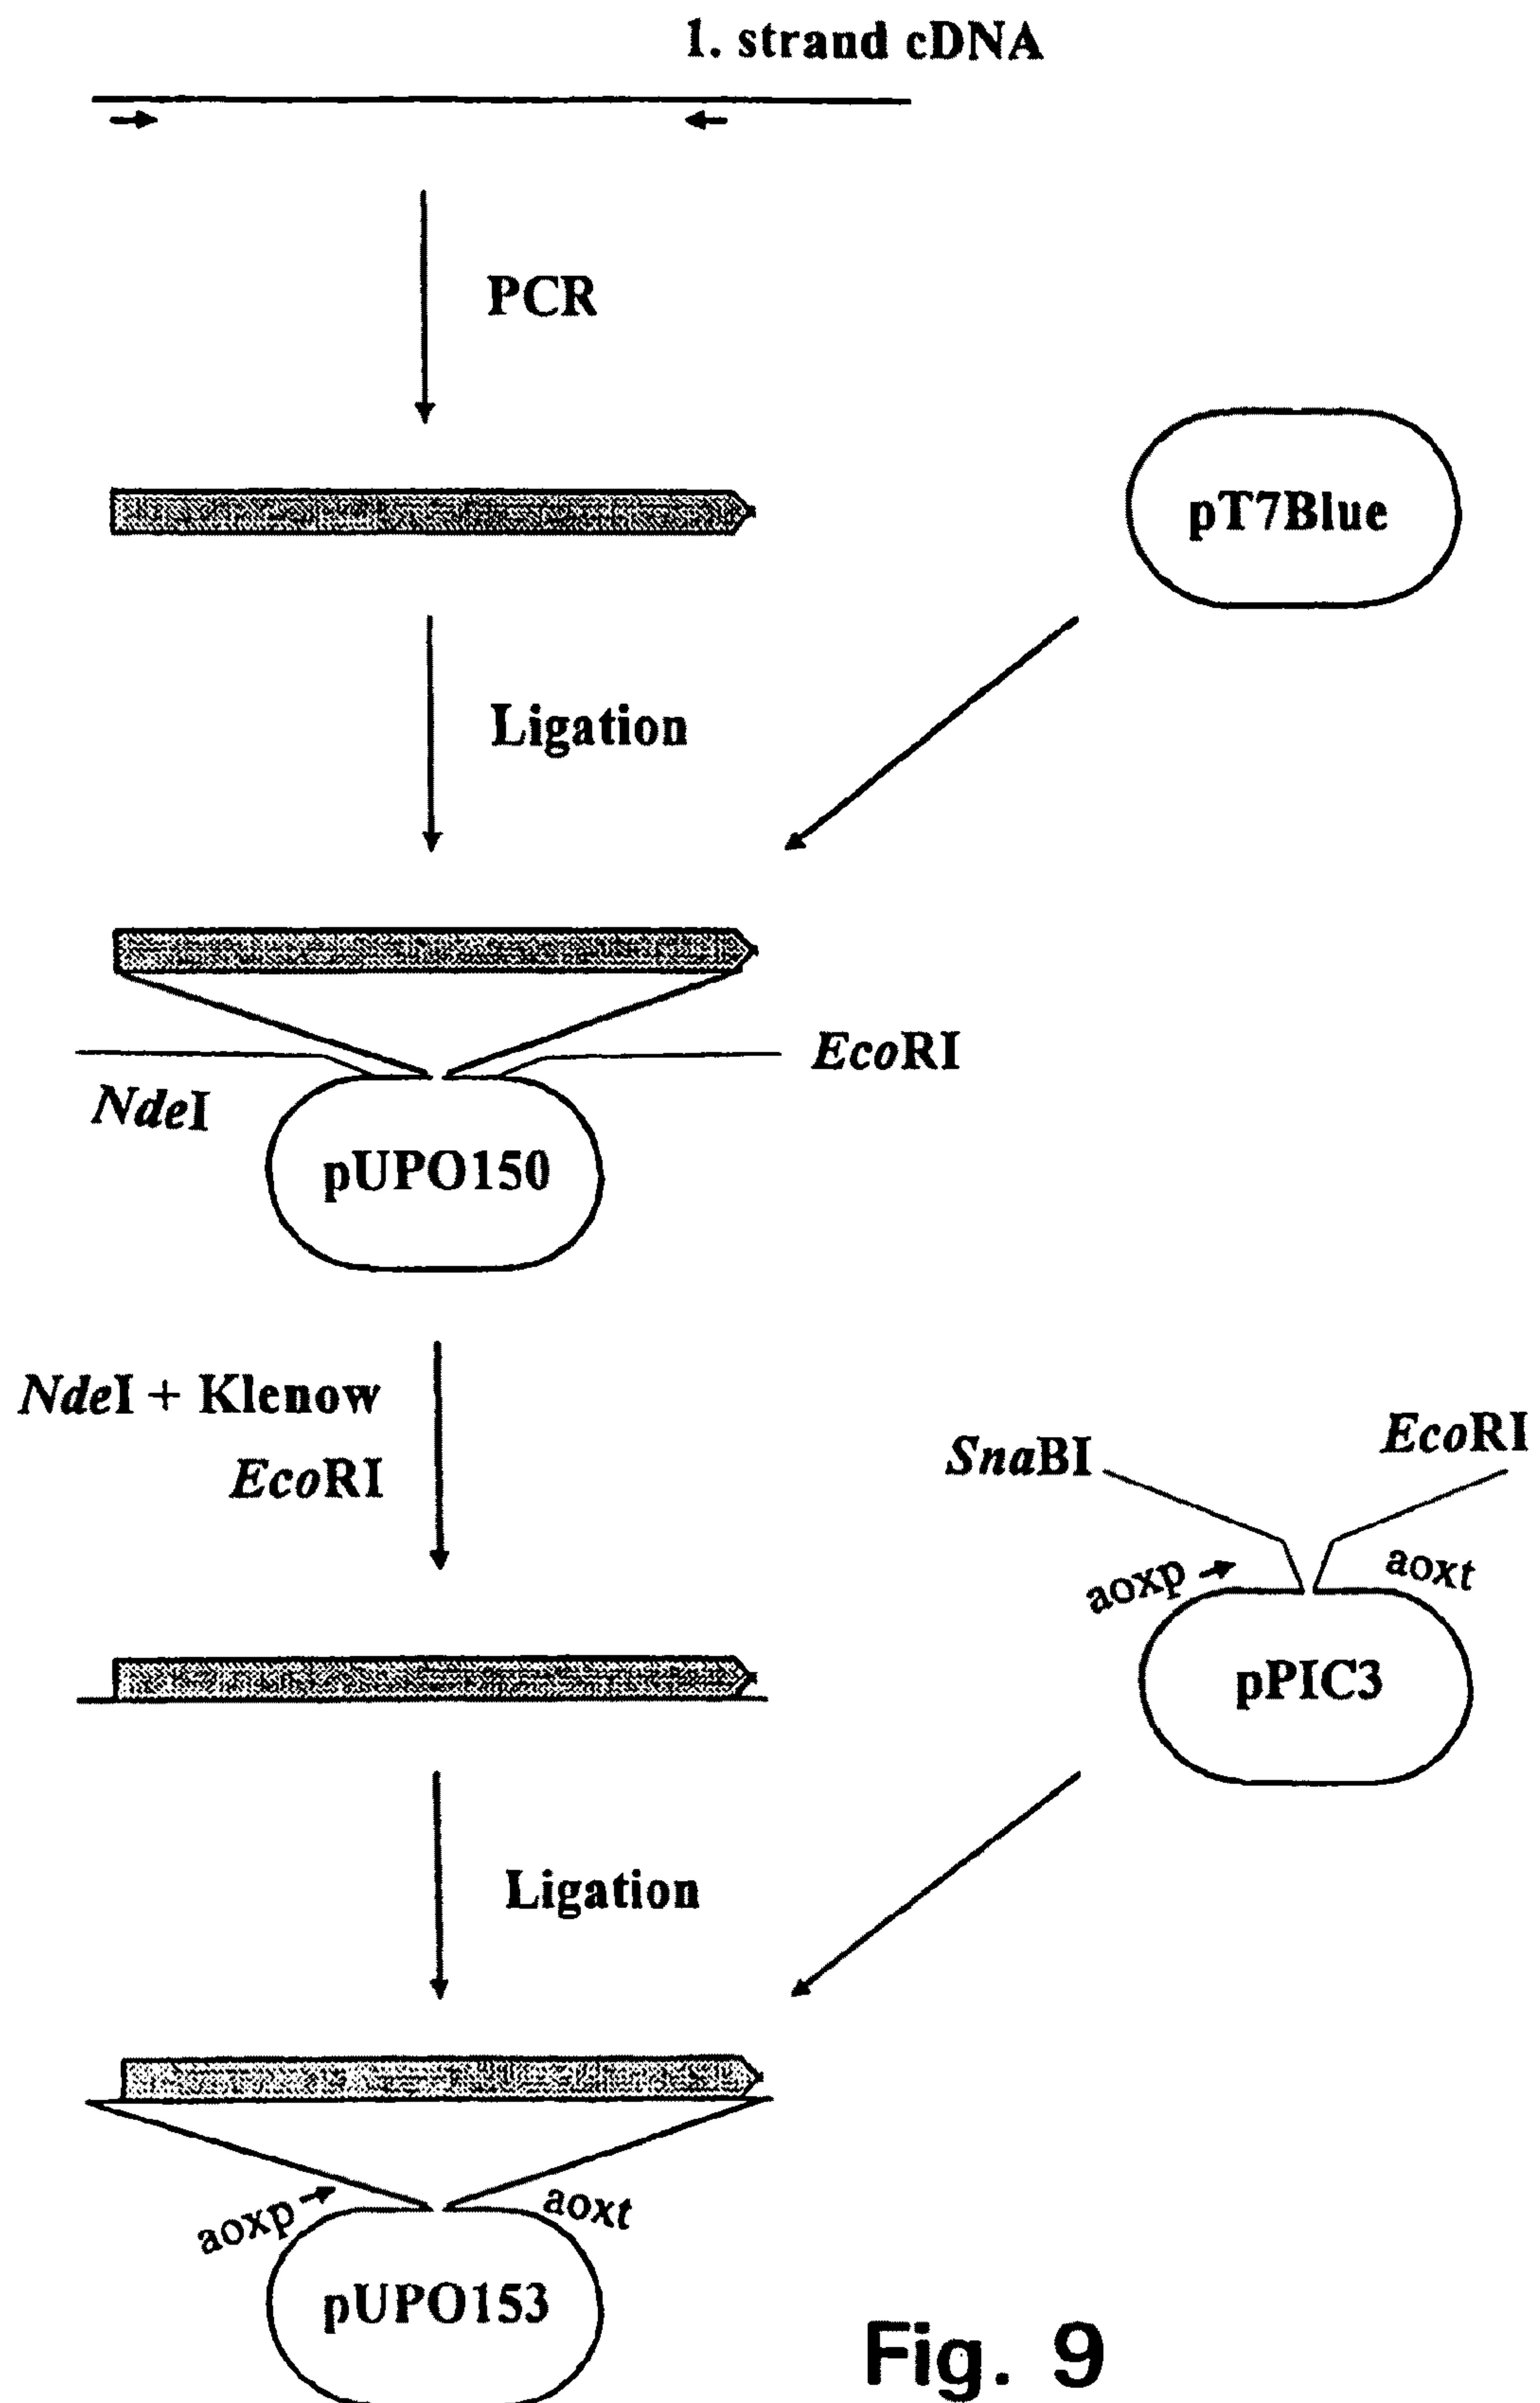 1. strand cDNA
PCR
pT7Blue
Ligation
EcoRI
NdeI
pUPO150
NdeI + Klenow
EcoRI
SnaBI
EcoRI
aoxp
aoxt
pPIC3
Ligation
aoxp
aoxt
pUPO153
Fig. 9